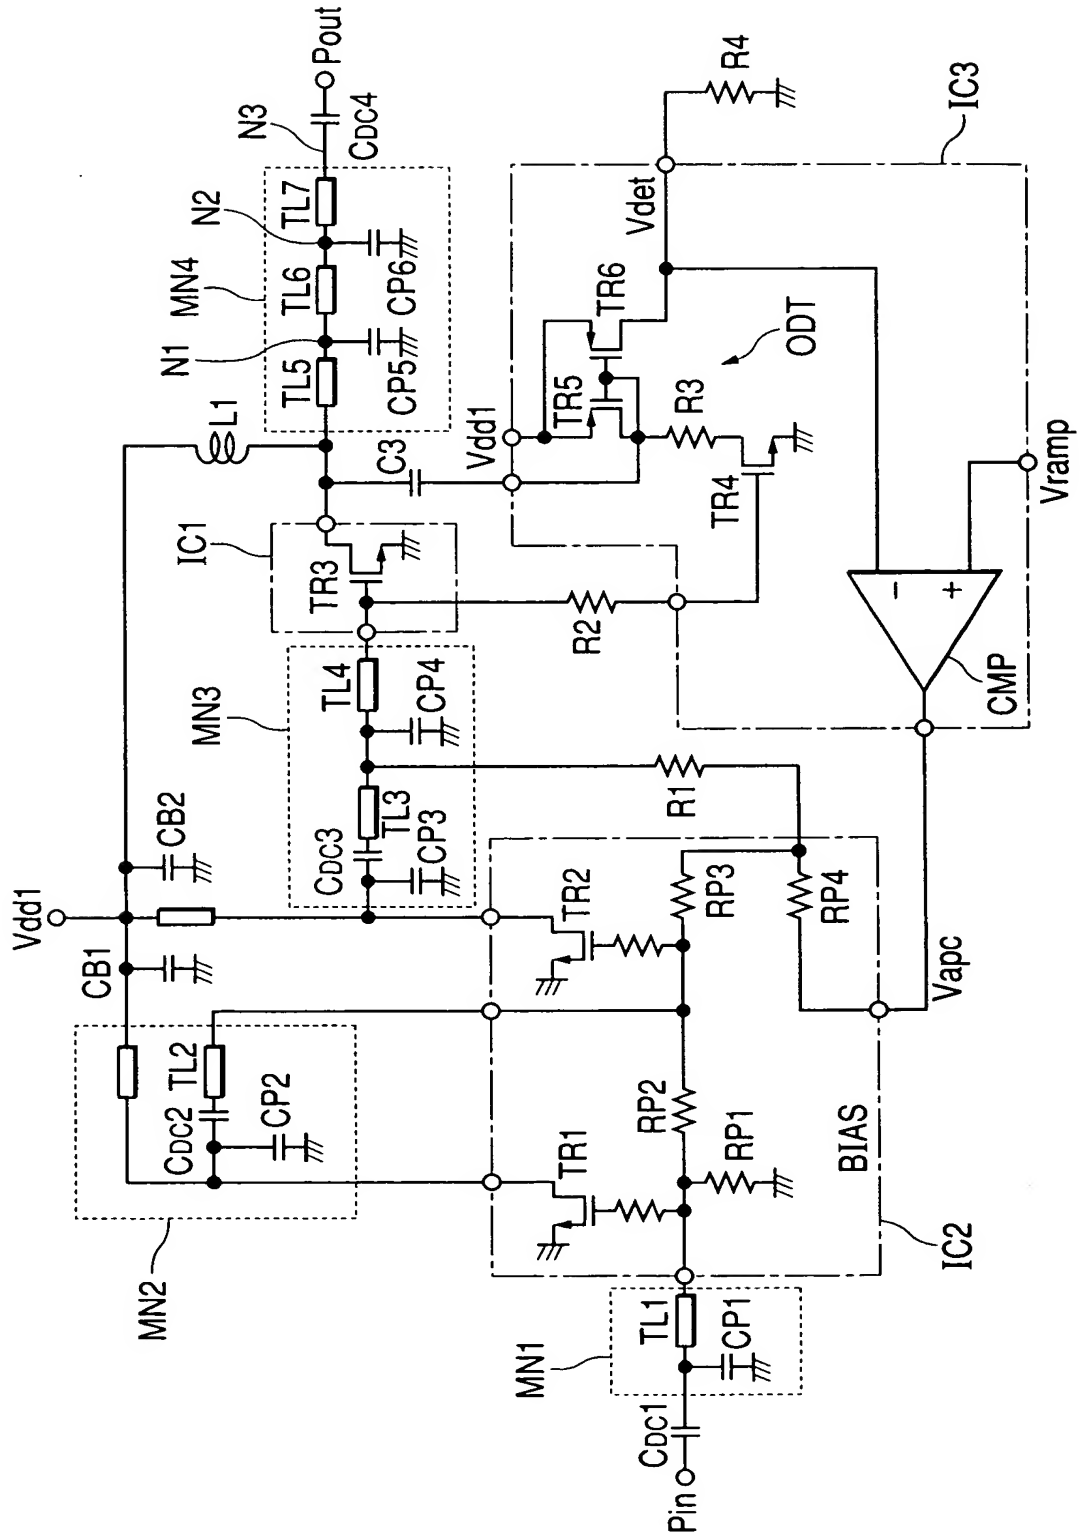 Pout
N3
CDC4
MN4
N2
N1
TL7
TL6
TL5
CP6
CP5
L1
C3
R4
IC3
Vdet
TR6
TR5
ODT
Vdd1
R3
TR4
Vramp
IC1
TR3
R2
CMP
−
+
MN3
TL4
CP4
TL3
CDC3
CP3
R1
CB2
Vdd1
CB1
TR2
RP3
RP4
Vapc
TL2
CDC2
CP2
MN2
TR1
RP2
RP1
BIAS
IC2
MN1
TL1
CP1
CDC1
Pin